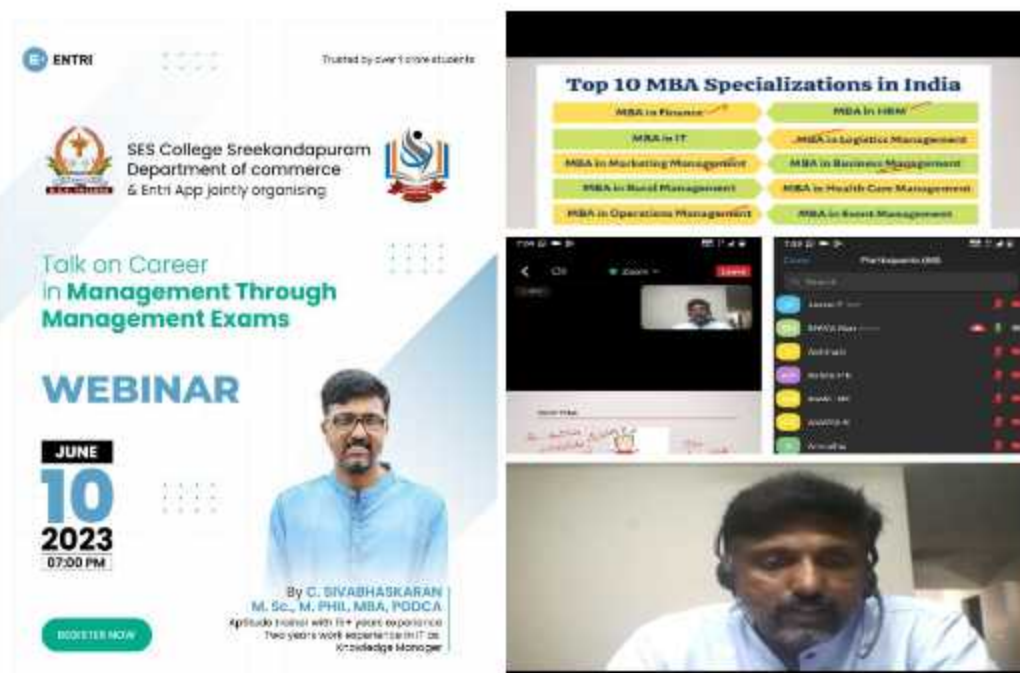 ENTRI
Trusted by over 1 crore students
SES College Sreekandapuram
Department of commerce
& Entri App jointly organising
Talk on Career
in Management Through
Management Exams
WEBINAR
JUNE
10
2023
07:00 PM
REGISTER NOW
By C. SIVABHASKARAN
M. Sc., M. PHIL, MBA, PGDCA
Aptitude trainer with 15+ years experience
Two years work experience in IT as
Knowledge Manager
Top 10 MBA Specializations in India
MBA in Finance
MBA in HRM
MBA in IT
MBA in Logistics Management
MBA in Marketing Management
MBA in Business Management
MBA in Rural Management
MBA in Health Care Management
MBA in Operations Management
MBA in Event Management
Zoom
Leave
Close
Participants
Search